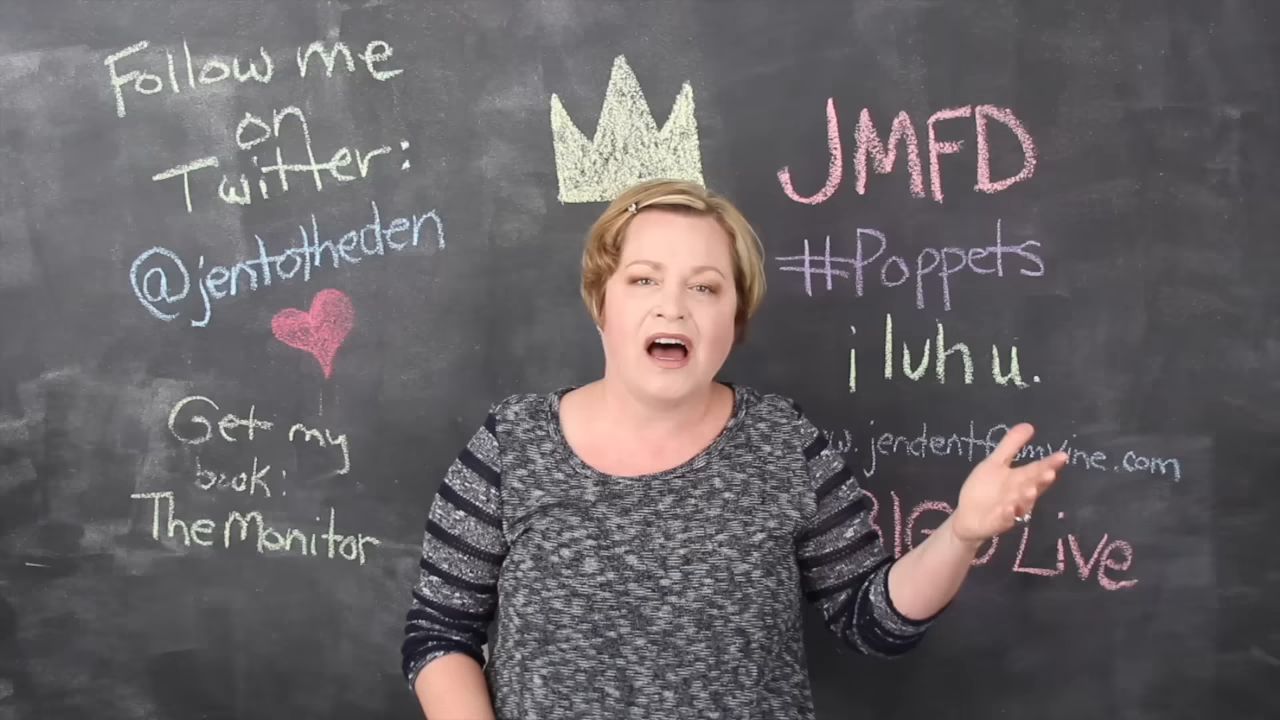 Follow me
on
Twitter:
@jentotheden
Get my
book:
The Monitor
JMFD
#Poppets
i luh u.
Live